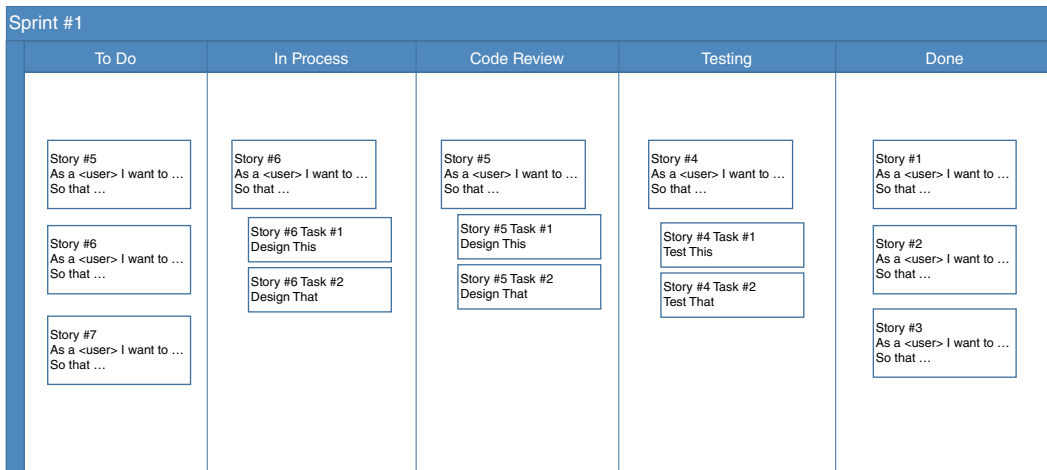 Sprint #1
To Do
In Process
Code Review
Testing
Done
Story #5
As a <user> I want to …
So that …
Story #6
As a <user> I want to …
So that …
Story #7
As a <user> I want to …
So that …
Story #6
As a <user> I want to …
So that …
Story #6 Task #1
Design This
Story #6 Task #2
Design That
Story #5
As a <user> I want to …
So that …
Story #5 Task #1
Design This
Story #5 Task #2
Design That
Story #4
As a <user> I want to …
So that …
Story #4 Task #1
Test This
Story #4 Task #2
Test That
Story #1
As a <user> I want to …
So that …
Story #2
As a <user> I want to …
So that …
Story #3
As a <user> I want to …
So that …